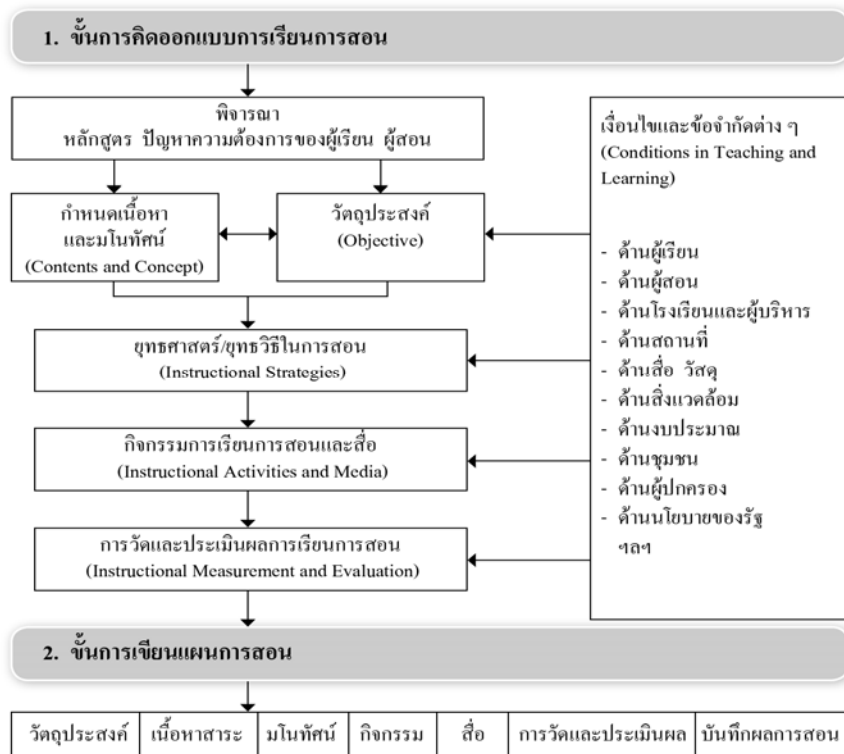 1. ขั้นการคิดออกแบบการเรียนการสอน
พิจารณา
หลักสูตร ปัญหาความต้องการของผู้เรียน ผู้สอน
กำหนดเนื้อหา
และมโนทัศน์
(Contents and Concept)
วัตถุประสงค์
(Objective)
ยุทธศาสตร์/ยุทธวิธีในการสอน
(Instructional Strategies)
กิจกรรมการเรียนการสอนและสื่อ
(Instructional Activities and Media)
การวัดและประเมินผลการเรียนการสอน
(Instructional Measurement and Evaluation)
เงื่อนไขและข้อจำกัดต่าง ๆ
(Conditions in Teaching and
Learning)
- ด้านผู้เรียน
- ด้านผู้สอน
- ด้านโรงเรียนและผู้บริหาร
- ด้านสถานที่
- ด้านสื่อ วัสดุ
- ด้านสิ่งแวดล้อม
- ด้านงบประมาณ
- ด้านชุมชน
- ด้านผู้ปกครอง
- ด้านนโยบายของรัฐ
ฯลฯ
2. ขั้นการเขียนแผนการสอน
วัตถุประสงค์ เนื้อหาสาระ มโนทัศน์ กิจกรรม สื่อ การวัดและประเมินผล บันทึกผลการสอน